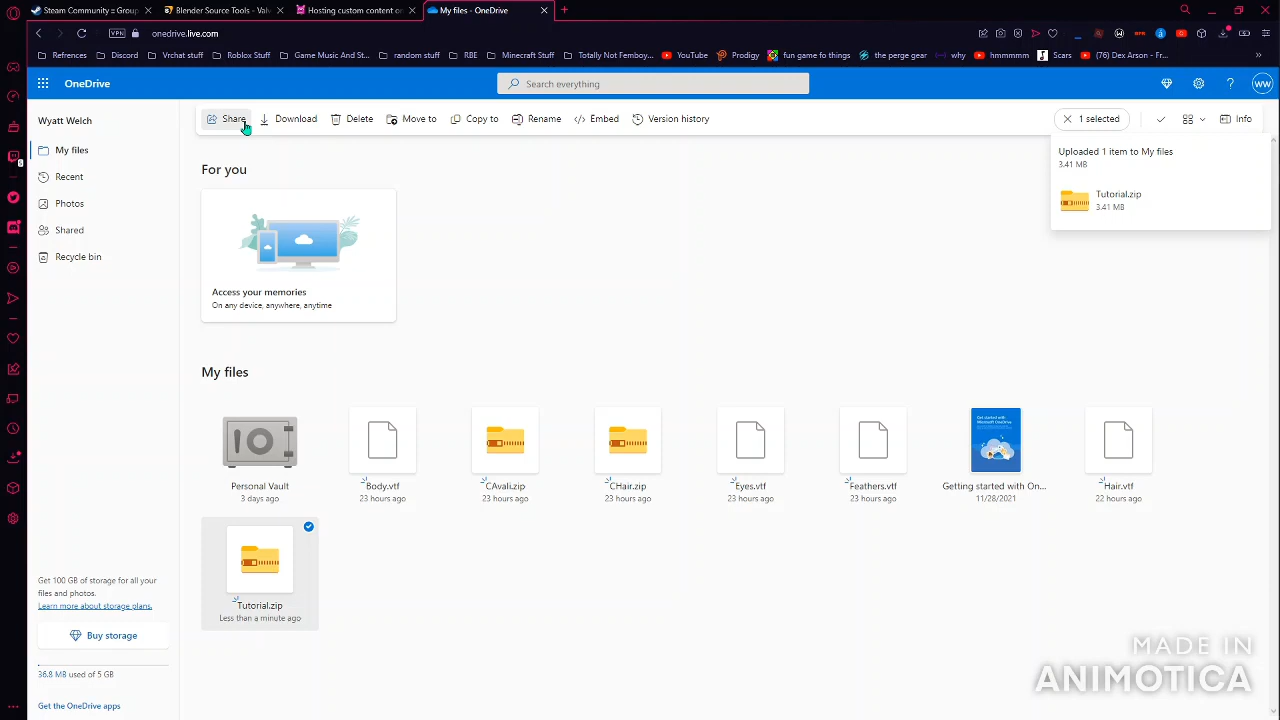 Steam Community :: Group
Blender Source Tools - Valv
Hosting custom content o
My files - OneDrive
VPN
onedrive.live.com
Refrences
Discord
Vrchat stuff
Roblox Stuff
Game Music And St...
random stuff
RBE
Minecraft Stuff
Totally Not Femboy...
YouTube
Prodigy
fun game fo things
the perge gear
why
hmmmmm
Scars
(76) Dex Arson - Fr...
OneDrive
Search everything
WW
Wyatt Welch
My files
Recent
Photos
Shared
Recycle bin
Share
Download
Delete
Move to
Copy to
Rename
Embed
Version history
1 selected
Info
Uploaded 1 item to My files
3.41 MB
Tutorial.zip
3.41 MB
For you
Access your memories
On any device, anywhere, anytime
My files
Personal Vault
3 days ago
Body.vtf
23 hours ago
CAvali.zip
23 hours ago
CHair.zip
23 hours ago
Eyes.vtf
23 hours ago
Feathers.vtf
23 hours ago
Get started with
Microsoft OneDrive
Getting started with On...
11/28/2021
Hair.vtf
22 hours ago
Tutorial.zip
Less than a minute ago
Get 100 GB of storage for all your
files and photos.
Learn more about storage plans.
Buy storage
36.8 MB used of 5 GB
Get the OneDrive apps
MADE IN
ANIMOTICA